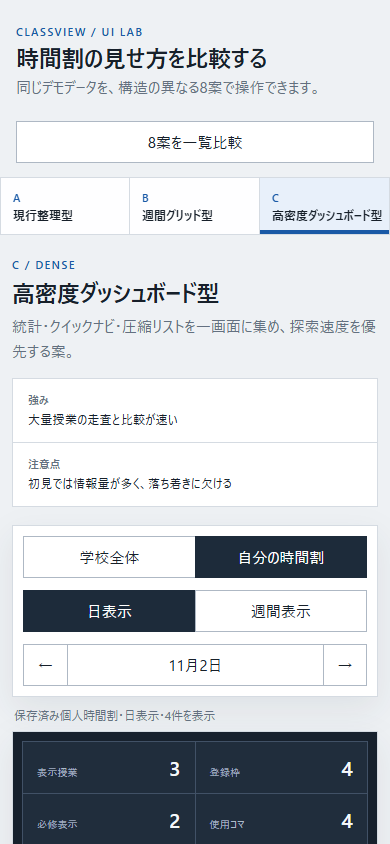 CLASSVIEW / UI LAB
時間割の見せ方を比較する
同じデモデータを、構造の異なる8案で操作できます。
8案を一覧比較
A
現行整理型
B
週間グリッド型
C
高密度ダッシュボード型
C / DENSE
高密度ダッシュボード型
統計・クイックナビ・圧縮リストを一画面に集め、探索速度を優
先する案。
強み
大量授業の走査と比較が速い
注意点
初見では情報量が多く、落ち着きに欠ける
学校全体
自分の時間割
日表示
週間表示
←
11月2日
→
保存済み個人時間割・日表示・4件を表示
表示授業 3
登録枠 4
必修表示 2
使用コマ 4